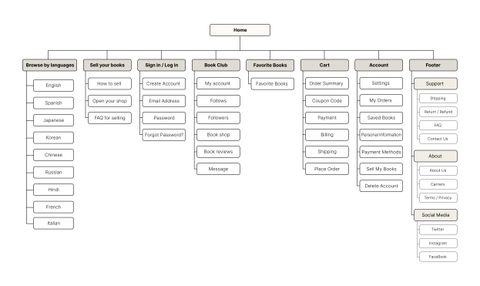 Home
Browse by languages
English
Spanish
Japanese
Korean
Chinese
Russian
Hindi
French
Italian
Sell your books
How to sell
Open your shop
FAQ for selling
Sign in / Log in
Create Account
Email Address
Password
Forgot Password?
Book Club
My account
Follows
Followers
Book shop
Book reviews
Message
Favorite Books
Favorite Books
Cart
Order Summary
Coupon Code
Payment
Billing
Shipping
Place Order
Account
Settings
My Orders
Saved Books
Personal Information
Payment Methods
Sell My Books
Delete Account
Footer
Support
Shipping
Return / Refund
FAQ
Contact Us
About
About Us
Careers
Terms / Privacy
Social Media
Twitter
Instagram
FaceBook